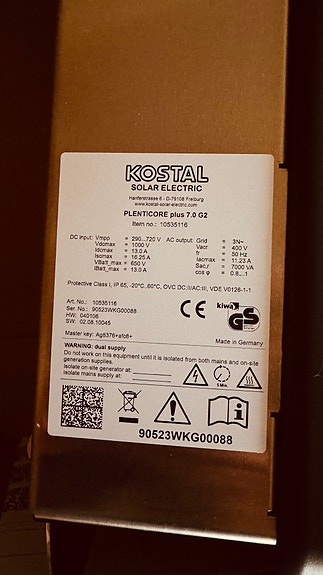 KOSTAL
SOLAR ELECTRIC
Hanferstrasse 6 - D-79108 Freiburg
www.kostal-solar-electric.com
PLENTICORE plus 7.0 G2
Item no.: 10535116
DC input: Vmpp = 290...720 V AC output: Grid = 3N~
Vdcmax = 1000 V Vacr = 400 V
Idcmax = 13.0 A fr = 50 Hz
Iscmax = 16.25 A Iacmax = 11.23 A
VBatt_max = 650 V Sac,r = 7000 VA
IBatt_max = 13.0 A cos φ = 0.8...1
Protective Class I, IP 65, -20°C..60°C, OVC DC:II/AC:III, VDE V0126-1-1
Art. No.: 10535116
Ser. No.: 90523WKG00088
HW: 040106
SW: 02.08.10045
Master key: Ag8376+afc8+
CE
kiwa
GS
Made in Germany
WARNING: dual supply
Do not work on this equipment until it is isolated from both mains and on-site
generation supplies.
Isolate on-site generator at:
Isolate mains supply at:
5 Min.
90523WKG00088